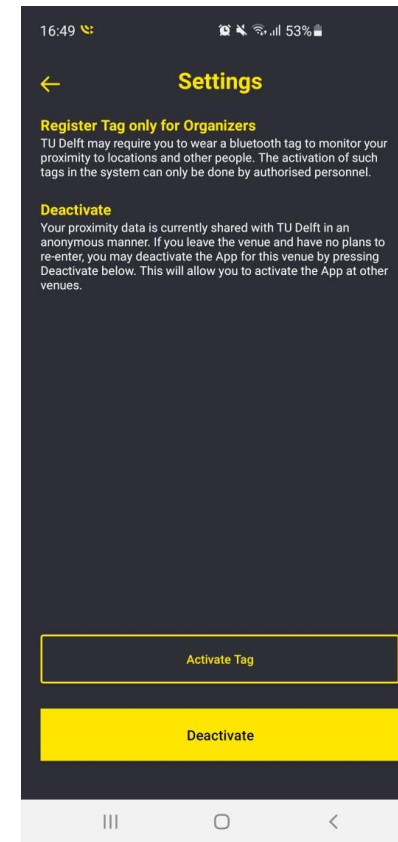 16:49 53%
Settings
Register Tag only for Organizers
TU Delft may require you to wear a bluetooth tag to monitor your
proximity to locations and other people. The activation of such
tags in the system can only be done by authorised personnel.
Deactivate
Your proximity data is currently shared with TU Delft in an
anonymous manner. If you leave the venue and have no plans to
re-enter, you may deactivate the App for this venue by pressing
Deactivate below. This will allow you to activate the App at other
venues.
Activate Tag
Deactivate